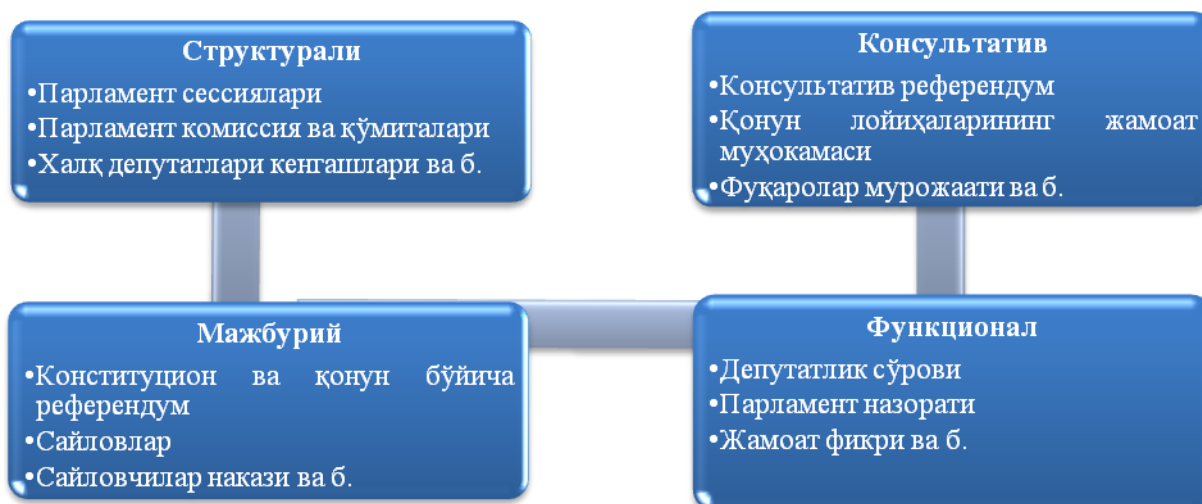 Структурали
•Парламент сессиялари
•Парламент комиссия ва қўмиталари
•Халқ депутатлари кенгашлари ва б.
Консультатив
•Консультатив референдум
•Қонун лойиҳаларининг жамоат
муҳокамаси
•Фуқаролар мурожаати ва б.
Мажбурий
•Конституцион ва қонун бўйича
референдум
•Сайловлар
•Сайловчилар накази ва б.
Функционал
•Депутатлик сўрови
•Парламент назорати
•Жамоат фикри ва б.